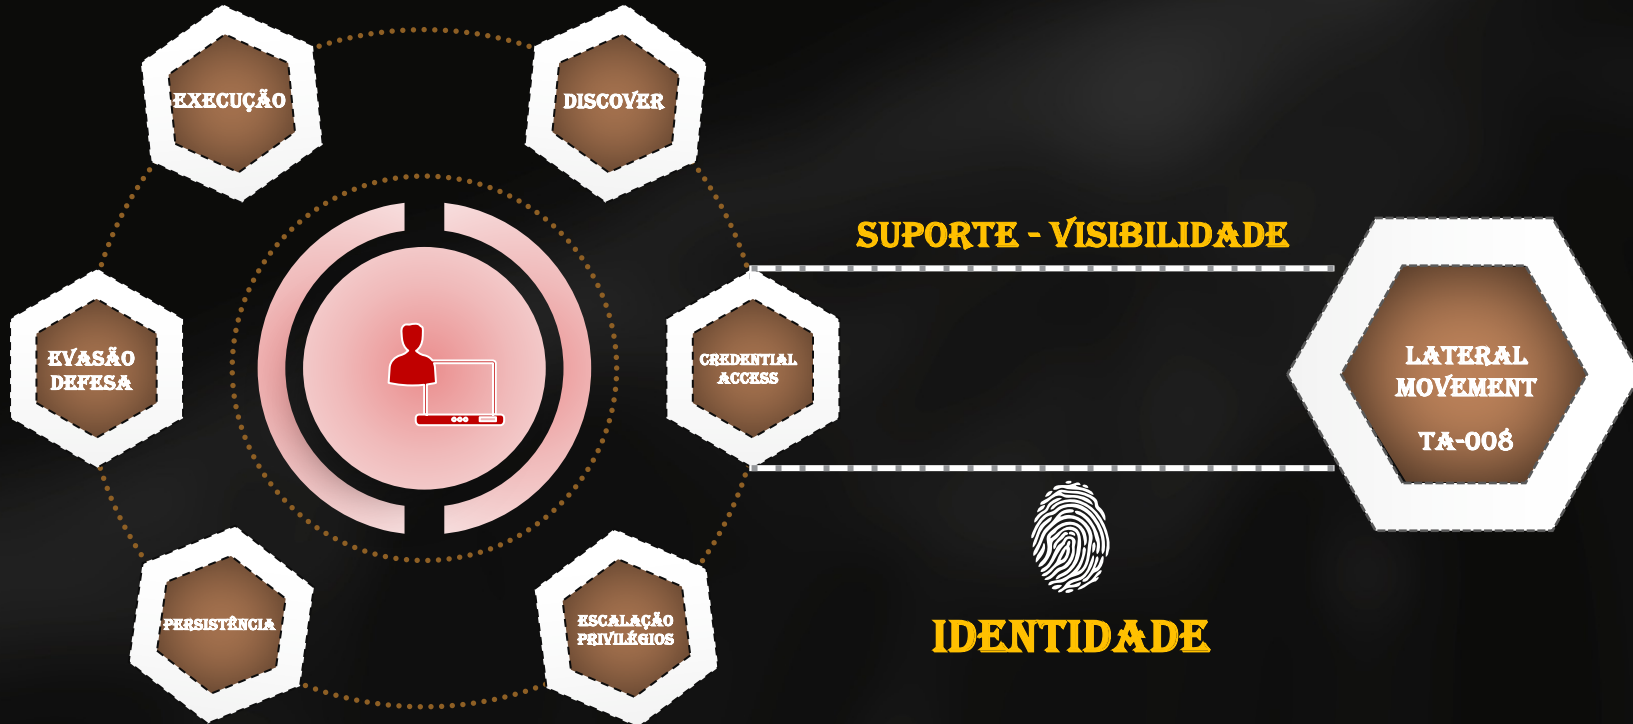 EXECUÇÃO
DISCOVER
SUPORTE - VISIBILIDADE
EVASÃO
DEFESA
CREDENTIAL
ACCESS
LATERAL
MOVEMENT
TA-008
PERSISTÊNCIA
ESCALAÇÃO
PRIVILÉGIOS
IDENTIDADE